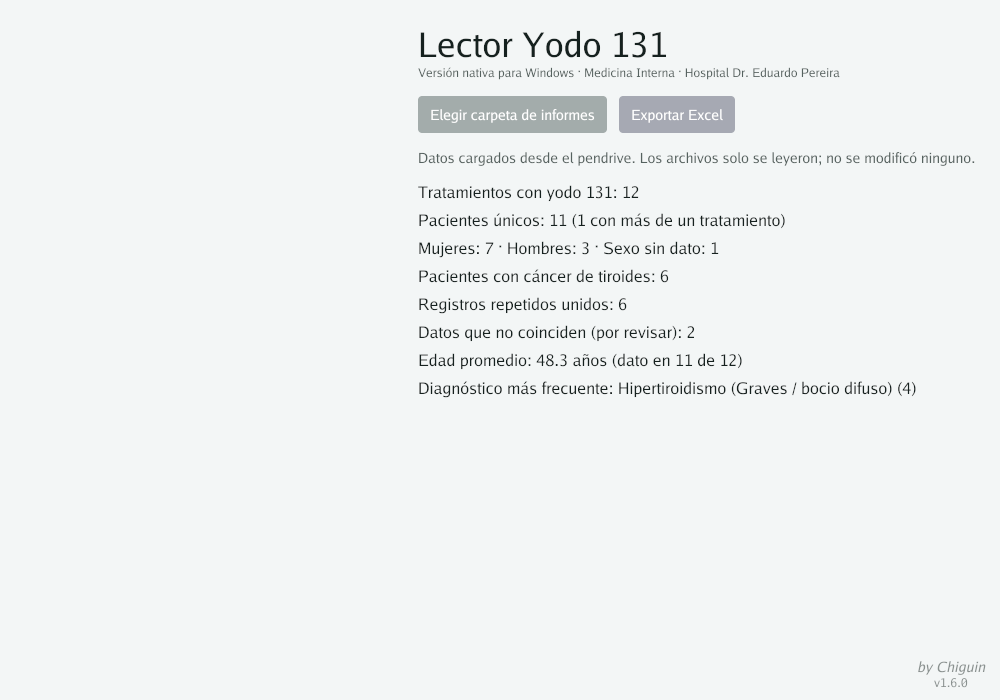 Lector Yodo 131
Versión nativa para Windows · Medicina Interna · Hospital Dr. Eduardo Pereira
Elegir carpeta de informes
Exportar Excel
Datos cargados desde el pendrive. Los archivos solo se leyeron; no se modificó ninguno.
Tratamientos con yodo 131: 12
Pacientes únicos: 11 (1 con más de un tratamiento)
Mujeres: 7 · Hombres: 3 · Sexo sin dato: 1
Pacientes con cáncer de tiroides: 6
Registros repetidos unidos: 6
Datos que no coinciden (por revisar): 2
Edad promedio: 48.3 años (dato en 11 de 12)
Diagnóstico más frecuente: Hipertiroidismo (Graves / bocio difuso) (4)
by Chiguin
v1.6.0